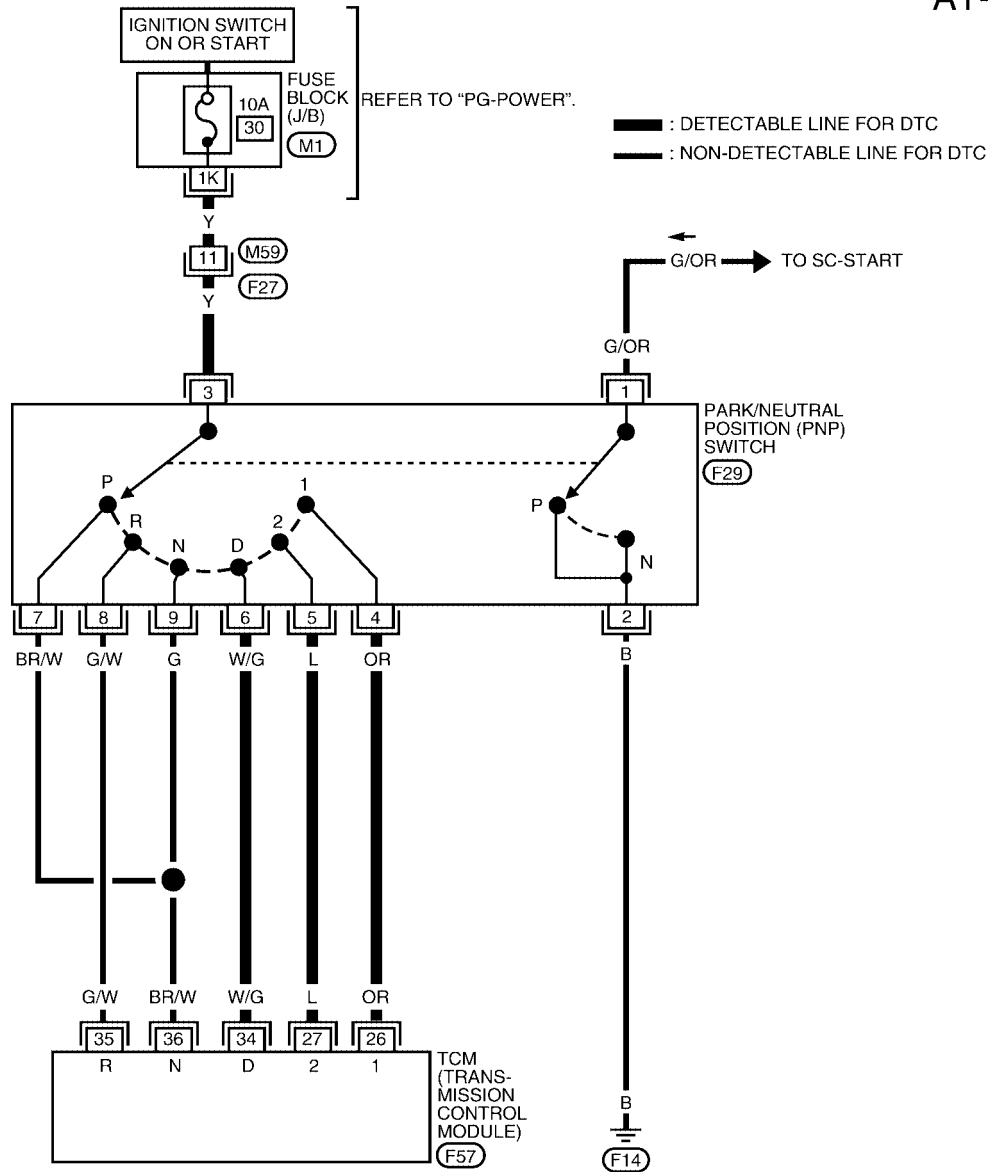 AT-
IGNITION SWITCH
ON OR START
FUSE
BLOCK
(J/B)
REFER TO "PG-POWER".
10A
30
M1
1K
: DETECTABLE LINE FOR DTC
: NON-DETECTABLE LINE FOR DTC
Y
11
M59
F27
Y
G/OR
TO SC-START
G/OR
3
1
PARK/NEUTRAL
POSITION (PNP)
SWITCH
F29
P
R
N
D
2
1
P
N
7
8
9
6
5
4
2
BR/W
G/W
G
W/G
L
OR
B
G/W
BR/W
W/G
L
OR
35
36
34
27
26
R
N
D
2
1
TCM
(TRANS-
MISSION
CONTROL
MODULE)
F57
B
F14